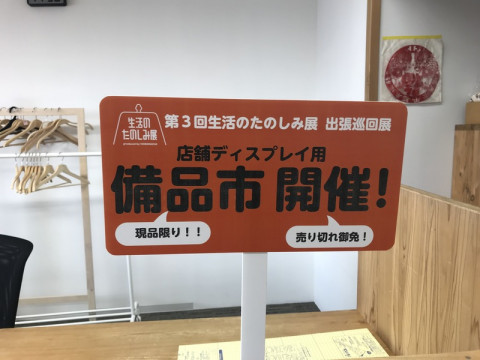 生活の
たのしみ展
第3回生活のたのしみ展 出張巡回展
店舗ディスプレイ用
備品市 開催!
現品限り!!
売り切れ御免!